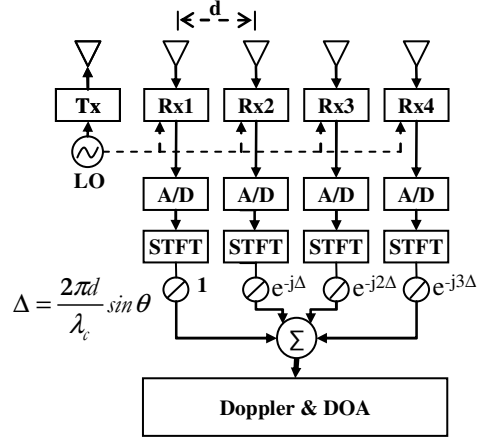 d
Tx Rx1 Rx2 Rx3 Rx4
LO
A/D A/D A/D A/D
STFT STFT STFT STFT
1 e^{-jΔ} e^{-j2Δ} e^{-j3Δ}
Δ = \frac{2πd}{λ_c} sin θ
Σ
Doppler & DOA